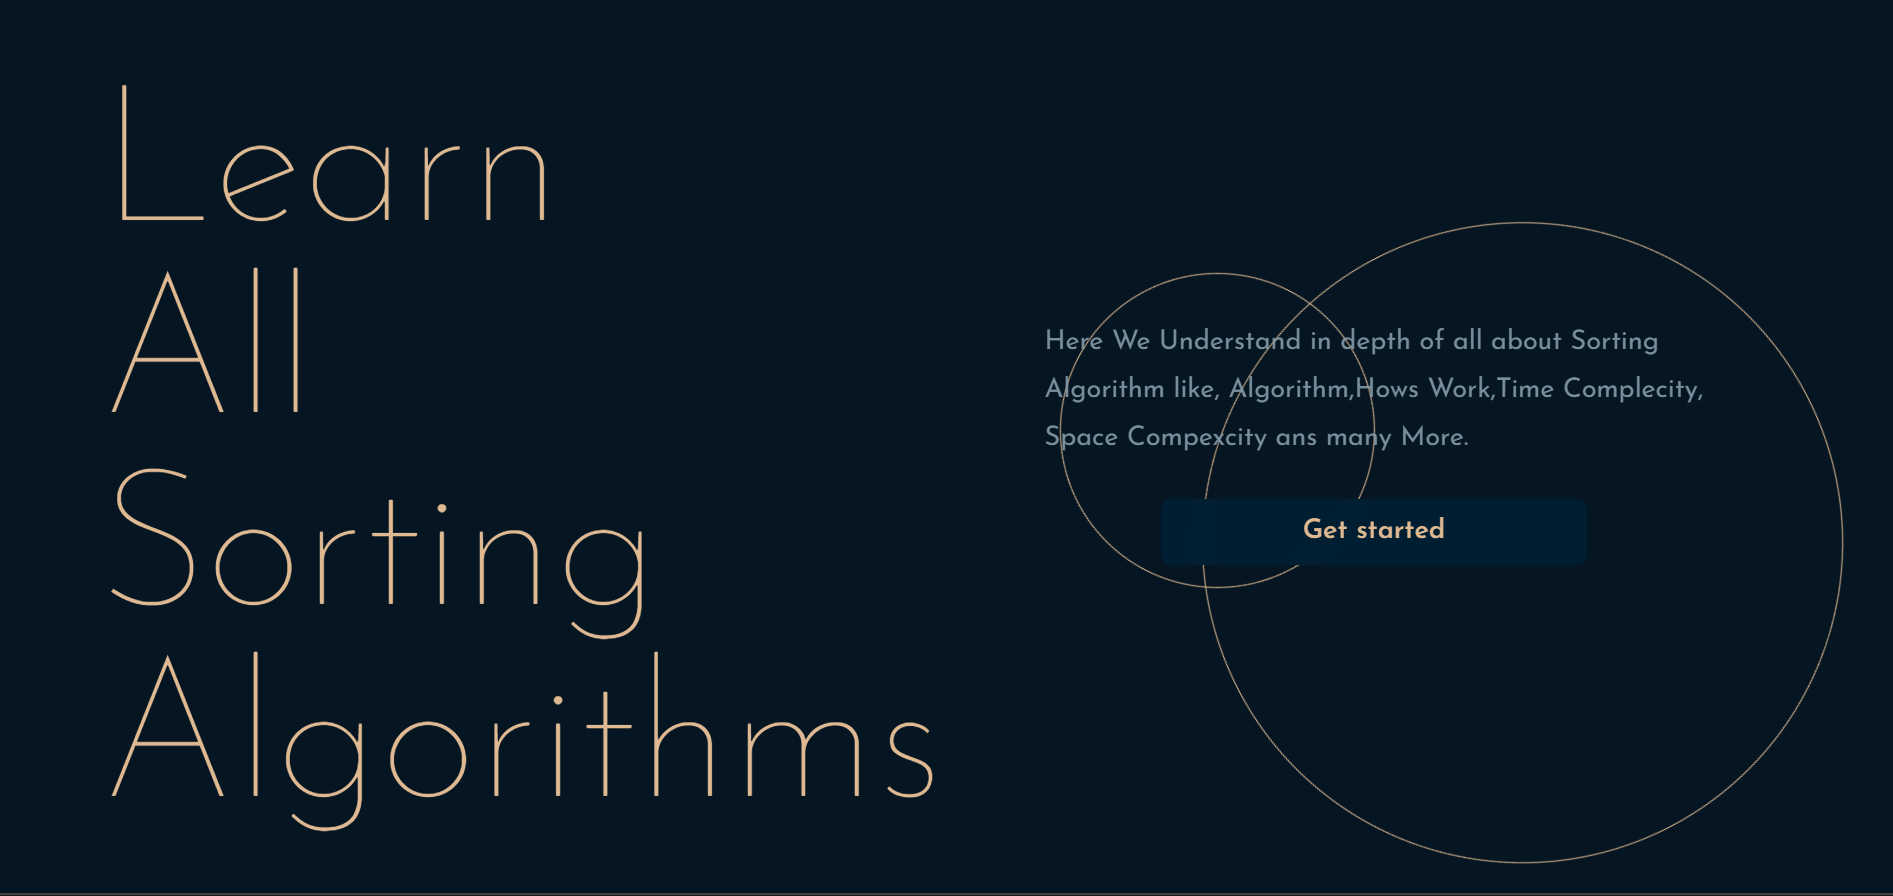 Learn
All
Sorting
Algorithms
Here We Understand in depth of all about Sorting
Algorithm like, Algorithm,Hows Work,Time Complecity,
Space Compexcity ans many More.
Get started